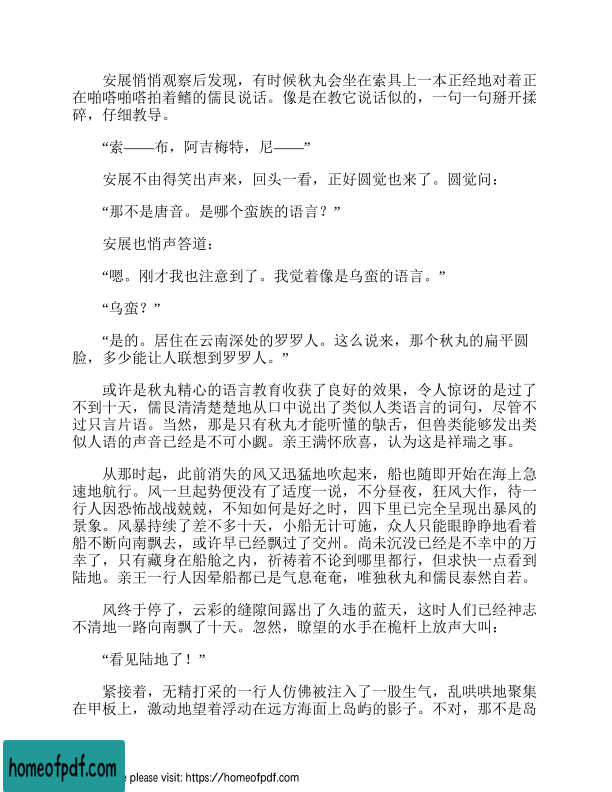 安展悄悄观察后发现，有时候秋丸会坐在索具上一本正经地对着正
在啪嗒啪嗒拍着鳍的儒艮说话。像是在教它说话似的，一句一句掰开揉
碎，仔细教导。
“索——布，阿吉梅特，尼——”
安展不由得笑出声来，回头一看，正好圆觉也来了。圆觉问：
“那不是唐音。是哪个蛮族的语言？”
安展也悄声答道：
“嗯。刚才我也注意到了。我觉着像是乌蛮的语言。”
“乌蛮？”
“是的。居住在云南深处的罗罗人。这么说来，那个秋丸的扁平圆
脸，多少能让人联想到罗罗人。”
或许是秋丸精心的语言教育收获了良好的效果，令人惊讶的是过了
不到十天，儒艮清清楚楚地从口中说出了类似人类语言的词句，尽管不
过只言片语。当然，那是只有秋丸才能听懂的鴃舌，但兽类能够发出类
似人语的声音已经是不可小觑。亲王满怀欣喜，认为这是祥瑞之事。
从那时起，此前消失的风又迅猛地吹起来，船也随即开始在海上急
速地航行。风一旦起势便没有了适度一说，不分昼夜，狂风大作，待一
行人因恐怖战战兢兢，不知如何是好之时，四下里已完全呈现出暴风的
景象。风暴持续了差不多十天，小船无计可施，众人只能眼睁睁地看着
船不断向南飘去，或许早已经飘过了交州。尚未沉没已经是不幸中的万
幸了，只有藏身在船舱之内，祈祷着不论到哪里都行，但求快一点看到
陆地。亲王一行人因晕船都已是气息奄奄，唯独秋丸和儒艮泰然自若。
风终于停了，云彩的缝隙间露出了久违的蓝天，这时人们已经神志
不清地一路向南飘了十天。忽然，瞭望的水手在桅杆上放声大叫：
“看见陆地了！”
紧接着，无精打采的一行人仿佛被注入了一股生气，乱哄哄地聚集
在甲板上，激动地望着浮动在远方海面上岛屿的影子。不对，那不是岛
homeofpdf.com
e please visit: https://homeofpdf.com